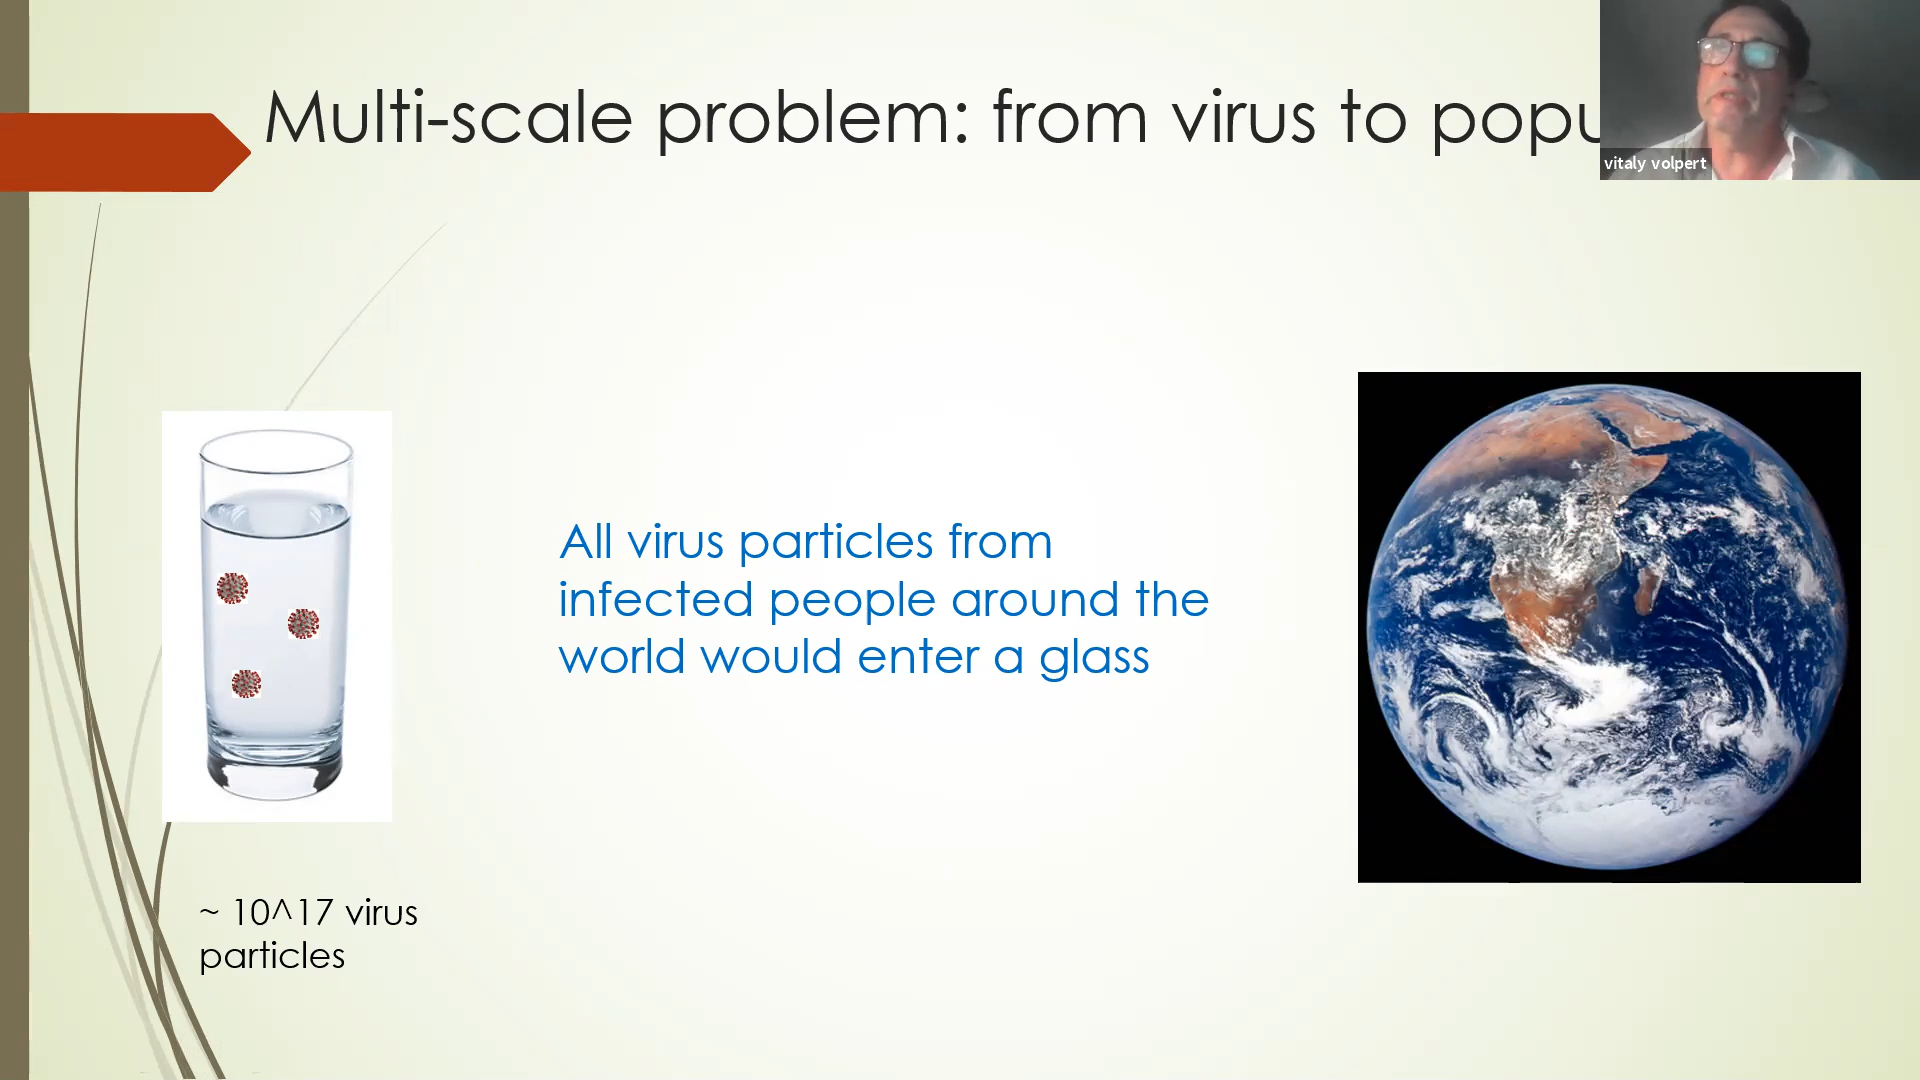 Multi-scale problem: from virus to popu
vitaly volpert
All virus particles from
infected people around the
world would enter a glass
~ 10^17 virus
particles